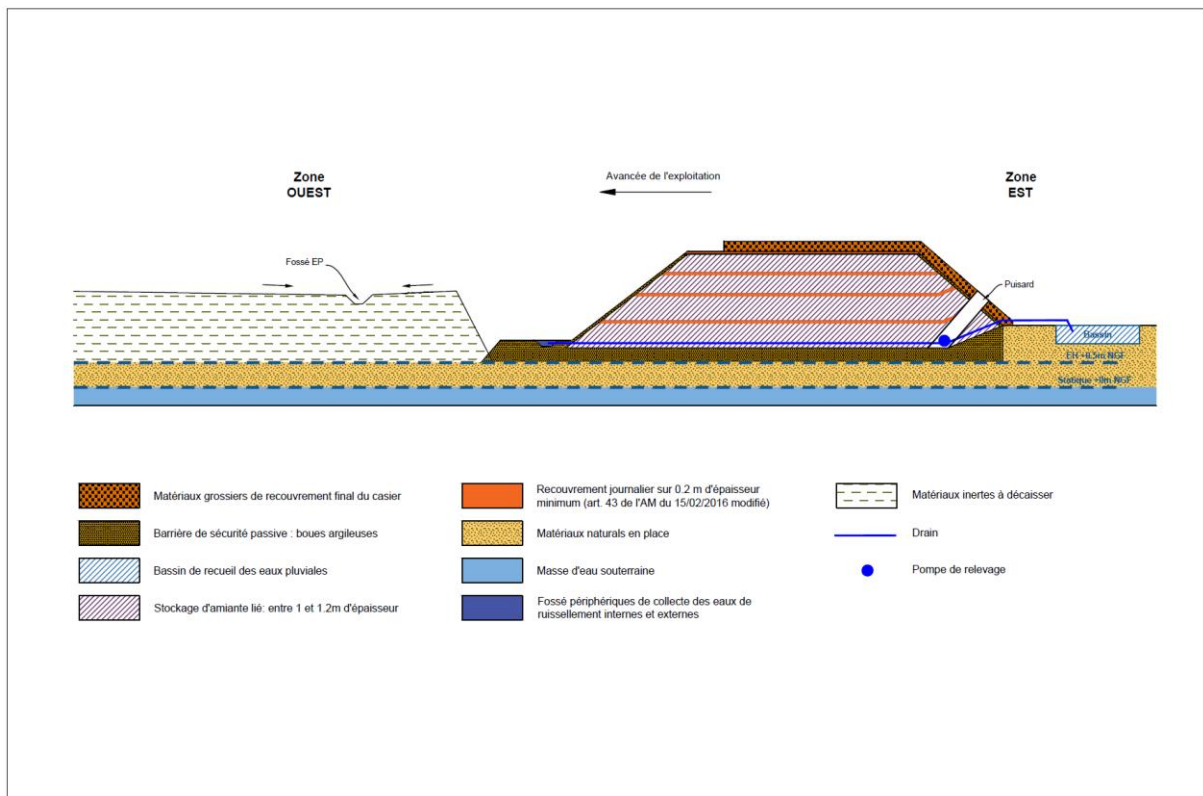 Zone
OUEST
Avancée de l'exploitation
Zone
EST
Fossé EP
Puisard
Bassin
EH +0.5m NGF
Statique +0m NGF
Matériaux grossiers de recouvrement final du casier
Barrière de sécurité passive : boues argileuses
Bassin de recueil des eaux pluviales
Stockage d'amiante lié: entre 1 et 1.2m d'épaisseur
Recouvrement journalier sur 0.2 m d'épaisseur
minimum (art. 43 de l'AM du 15/02/2016 modifié)
Matériaux naturals en place
Masse d'eau souterraine
Fossé périphériques de collecte des eaux de
ruissellement internes et externes
Matériaux inertes à décaisser
Drain
Pompe de relevage